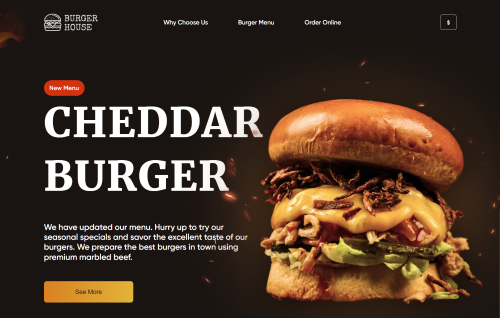 BURGER
HOUSE
Why Choose Us
Burger Menu
Order Online
$
New Menu
CHEDDAR
BURGER
We have updated our menu. Hurry up to try our
seasonal specials and savor the excellent taşte of our
burgers. We prepare the best burgers in town using
premium marbled beef.
See More